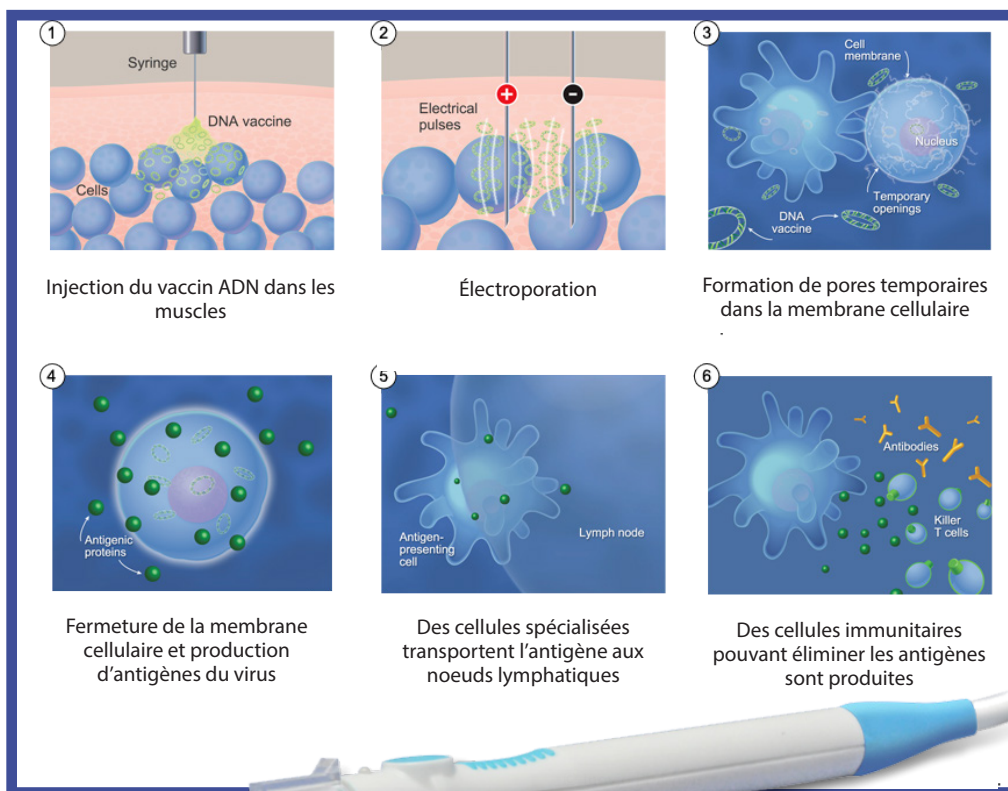 1
Syringe
DNA vaccine
Cells
2
+
-
Electrical
pulses
3
Cell
membrane
Nucleus
Temporary
openings
DNA
vaccine
Injection du vaccin ADN dans les
muscles
Électroporation
Formation de pores temporaires
dans la membrane cellulaire
.
4
Antigenic
proteins
5
Antigen-
presenting
cell
Lymph node
6
Antibodies
Killer
T cells
Fermeture de la membrane
cellulaire et production
d’antigènes du virus
Des cellules spécialisées
transportent l’antigène aux
noeuds lymphatiques
Des cellules immunitaires
pouvant éliminer les antigènes
sont produites